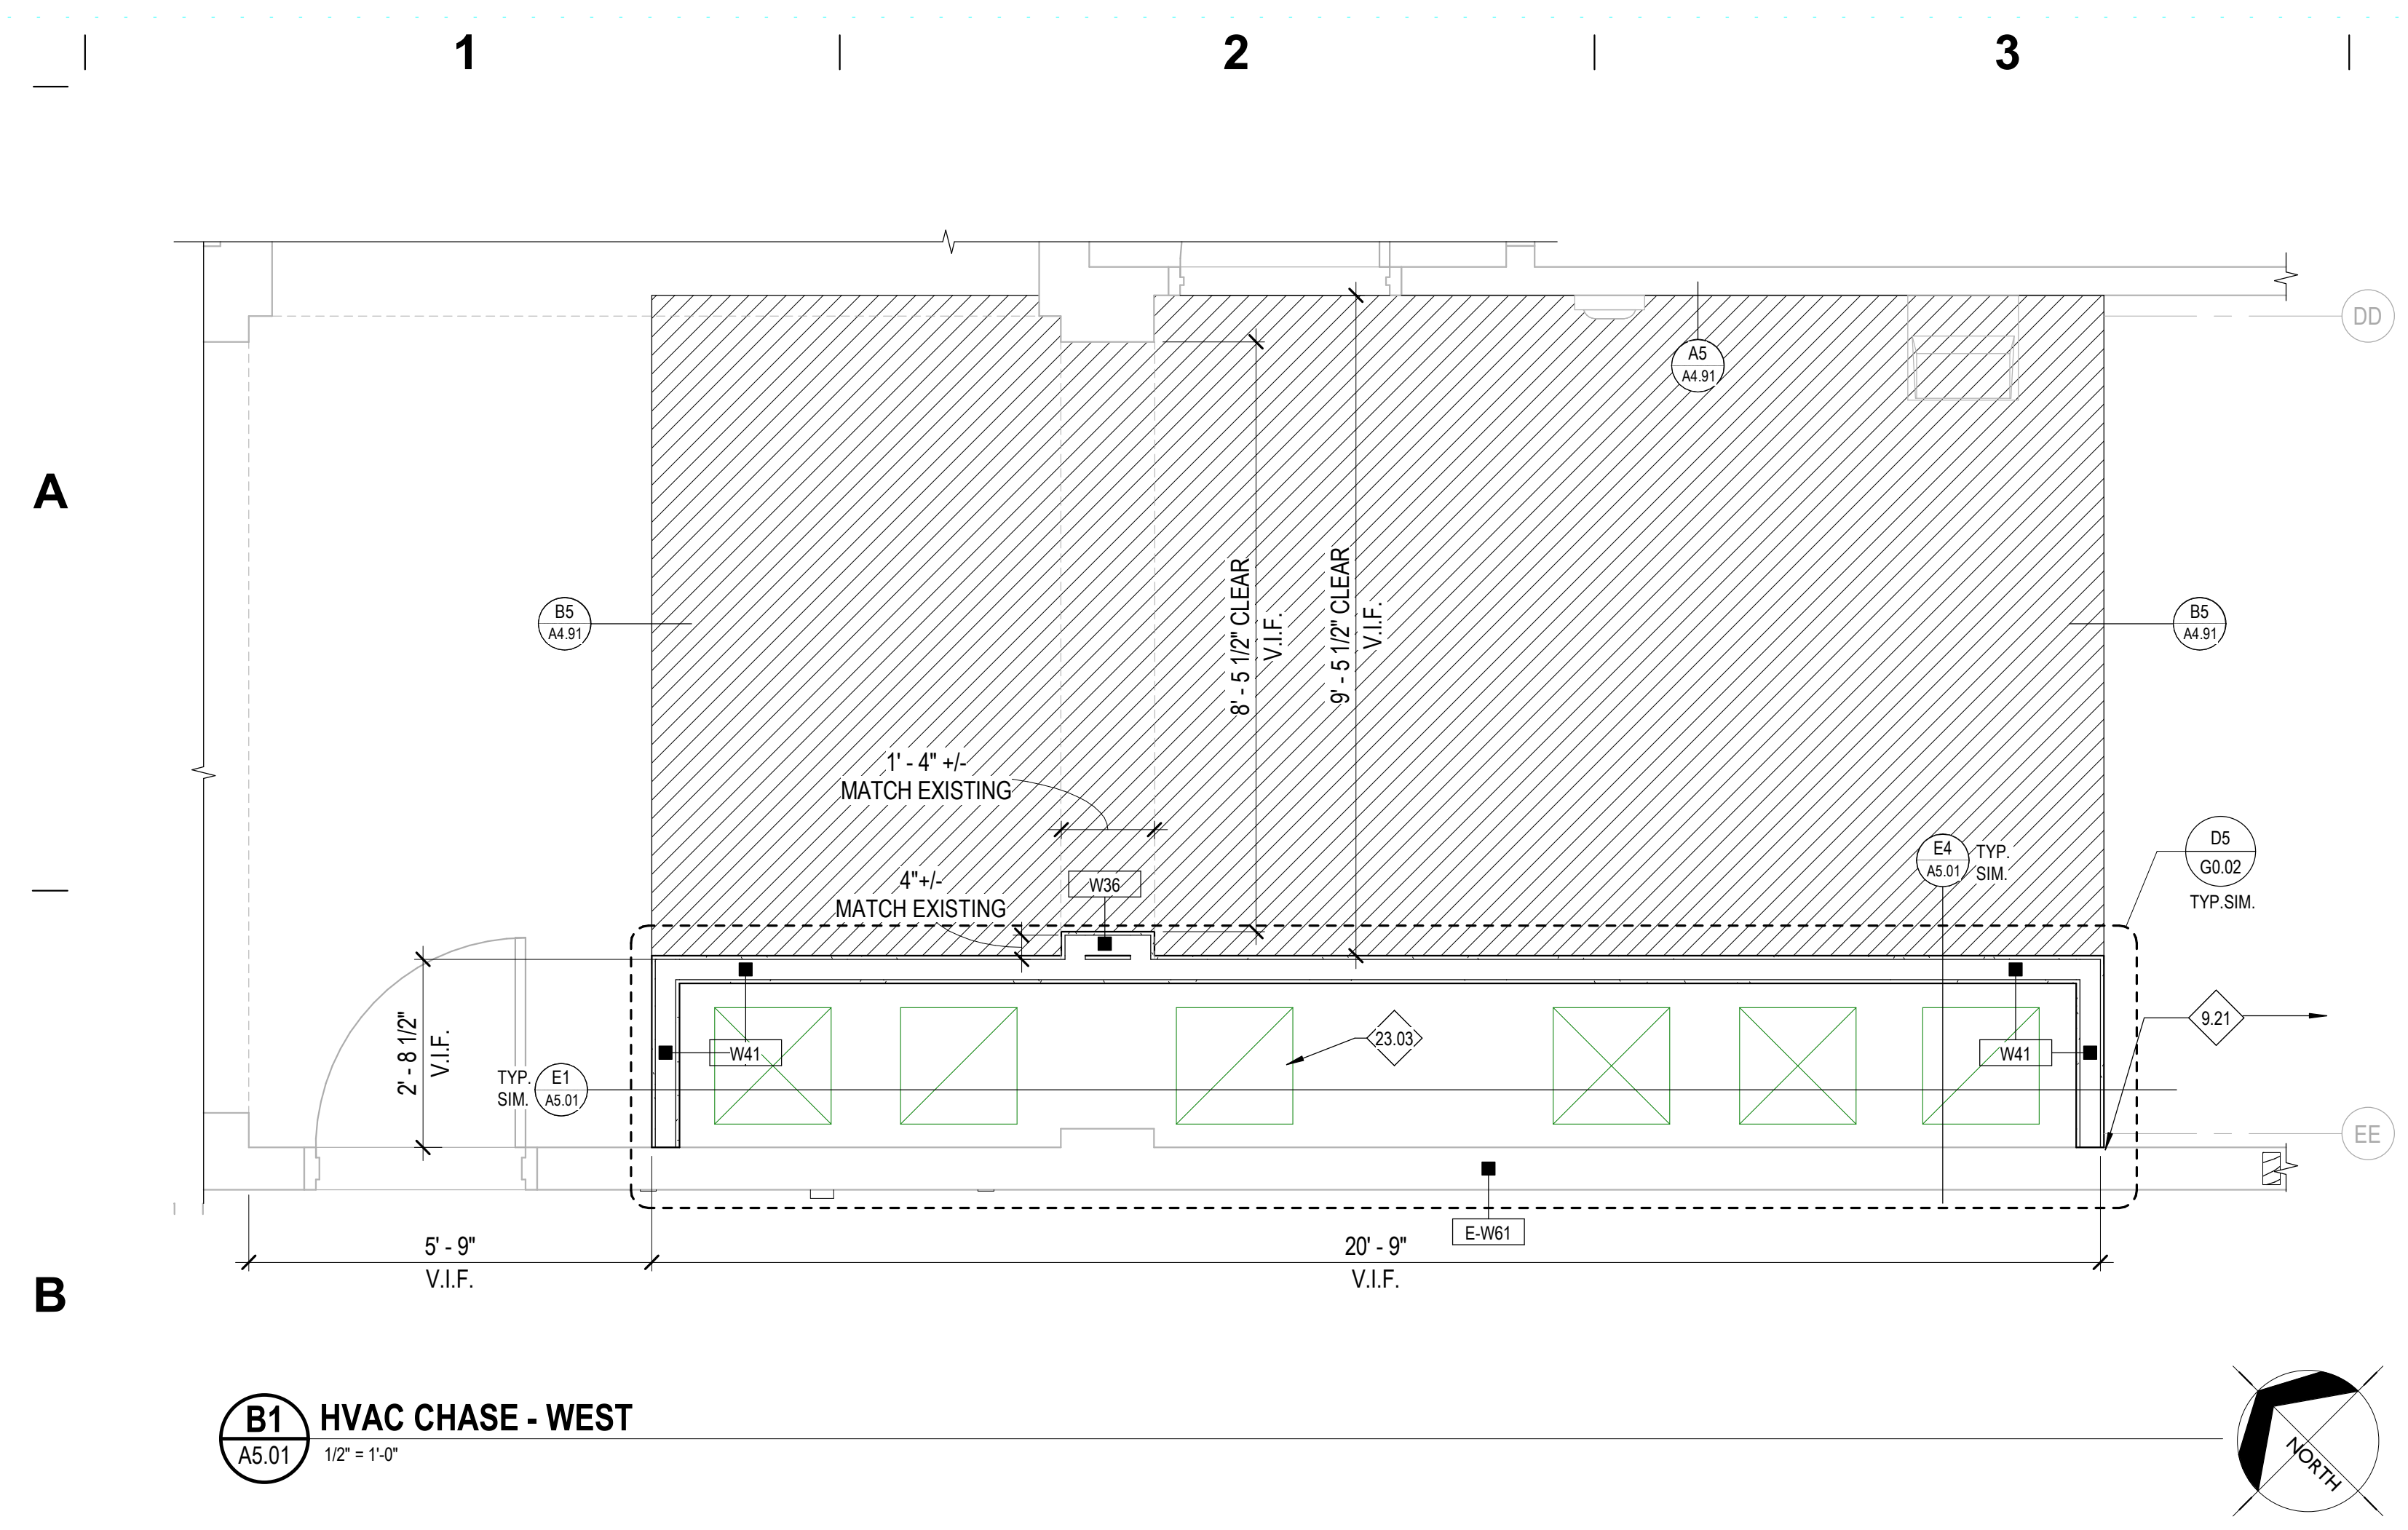 1
2
3
A
DD
A5
A4.91
B5
A4.91
8' - 5 1/2" CLEAR
V.I.F.
9' - 5 1/2" CLEAR
V.I.F.
B5
A4.91
1' - 4" +/-
MATCH EXISTING
4"+/-
MATCH EXISTING
W36
E4
A5.01
TYP.
SIM.
D5
G0.02
TYP.SIM.
2' - 8 1/2"
V.I.F.
W41
23.03
W41
9.21
TYP.
SIM.
E1
A5.01
EE
E-W61
5' - 9"
V.I.F.
20' - 9"
V.I.F.
B
B1
A5.01
HVAC CHASE - WEST
1/2" = 1'-0"
NORTH